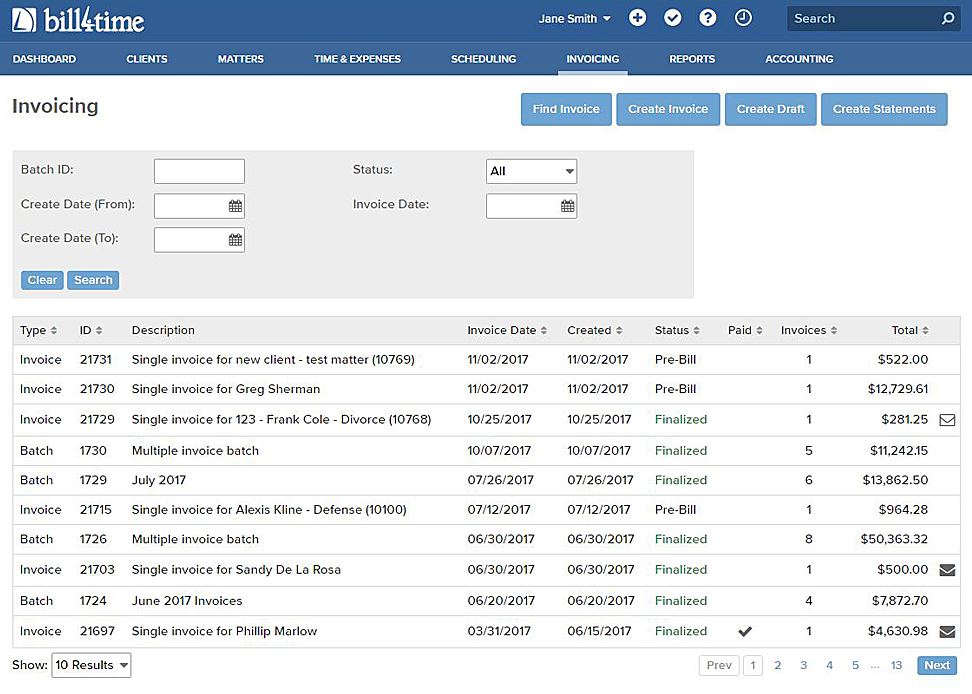 bill4time
Jane Smith
Search
DASHBOARD CLIENTS MATTERS TIME & EXPENSES SCHEDULING INVOICING REPORTS ACCOUNTING
Invoicing
Find Invoice Create Invoice Create Draft Create Statements
Batch ID: Status: All
Create Date (From): Invoice Date:
Create Date (To):
Clear Search
Type ID Description Invoice Date Created Status Paid Invoices Total
Invoice 21731 Single invoice for new client - test matter (10769) 11/02/2017 11/02/2017 Pre-Bill 1 $522.00
Invoice 21730 Single invoice for Greg Sherman 11/02/2017 11/02/2017 Pre-Bill 1 $12,729.61
Invoice 21729 Single invoice for 123 - Frank Cole - Divorce (10768) 10/25/2017 10/25/2017 Finalized 1 $281.25
Batch 1730 Multiple invoice batch 10/07/2017 10/07/2017 Finalized 5 $11,242.15
Batch 1729 July 2017 07/26/2017 07/26/2017 Finalized 6 $13,862.50
Invoice 21715 Single invoice for Alexis Kline - Defense (10100) 07/12/2017 07/12/2017 Pre-Bill 1 $964.28
Batch 1726 Multiple invoice batch 06/30/2017 06/30/2017 Finalized 8 $50,363.32
Invoice 21703 Single invoice for Sandy De La Rosa 06/30/2017 06/30/2017 Finalized 1 $500.00
Batch 1724 June 2017 Invoices 06/20/2017 06/20/2017 Finalized 4 $7,872.70
Invoice 21697 Single invoice for Phillip Marlow 03/31/2017 06/15/2017 Finalized 1 $4,630.98
Show: 10 Results Prev 1 2 3 4 5 ... 13 Next